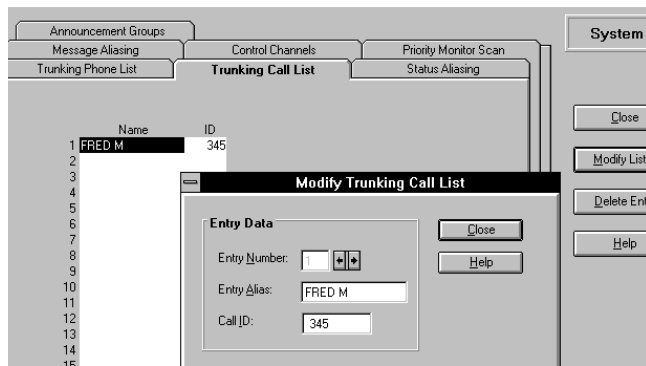 Announcement Groups
Message Aliasing Control Channels Priority Monitor Scan
Trunking Phone List Trunking Call List Status Aliasing
System
Name ID
1 FRED M 345
2
3
4
5
6
7
8
9
10
11
12
13
14
15
Close
Modify List
Delete Ent
Help
Modify Trunking Call List
Entry Data
Entry Number: 1
Entry Alias: FRED M
Call ID: 345
Close
Help